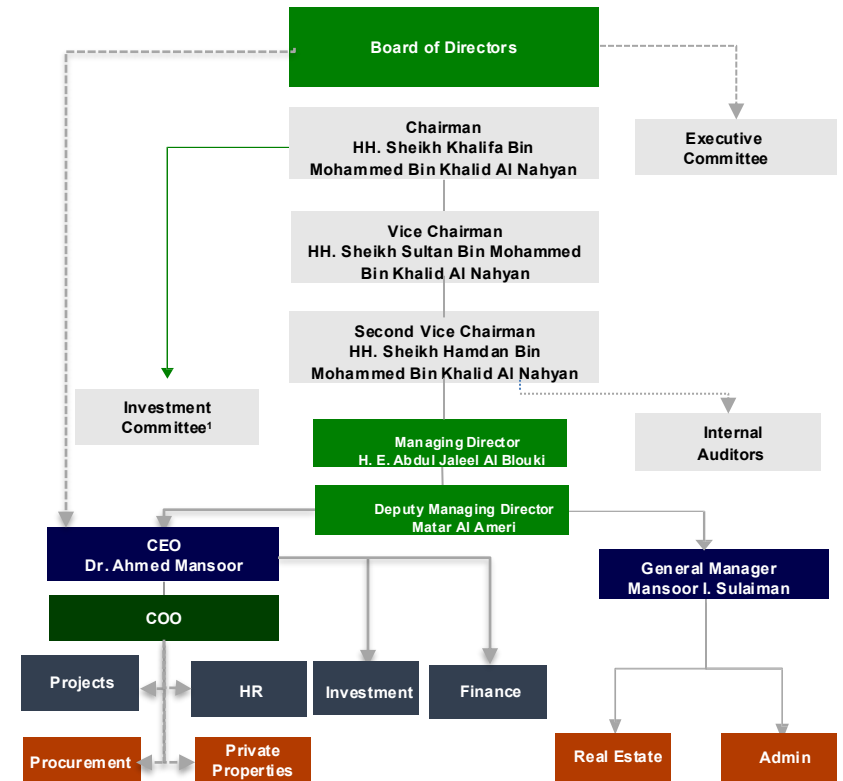 Board of Directors
Chairman
HH. Sheikh Khalifa Bin
Mohammed Bin Khalid Al Nahyan
Executive
Committee
Vice Chairman
HH. Sheikh Sultan Bin Mohammed
Bin Khalid Al Nahyan
Second Vice Chairman
HH. Sheikh Hamdan Bin
Mohammed Bin Khalid Al Nahyan
Investment
Committee¹
Managing Director
H. E. Abdul Jaleel Al Blouki
Internal
Auditors
Deputy Managing Director
Matar Al Ameri
CEO
Dr. Ahmed Mansoor
General Manager
Mansoor I. Sulaiman
COO
Projects
HR
Investment
Finance
Procurement
Private
Properties
Real Estate
Admin